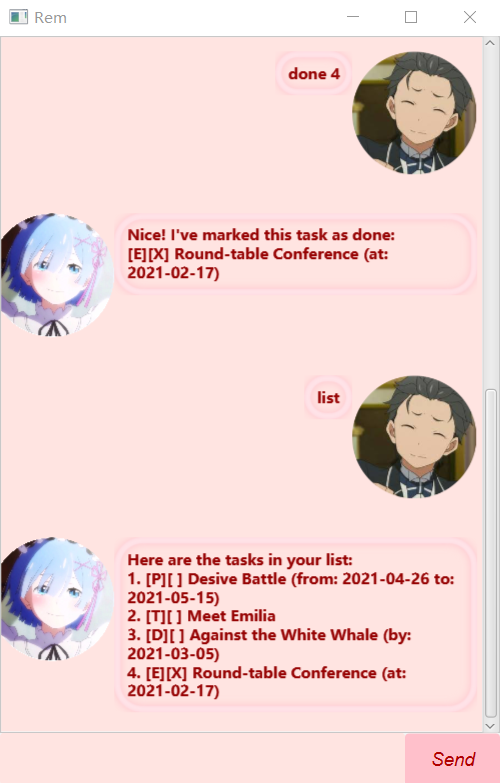 Rem
done 4
Nice! I've marked this task as done:
[E][X] Round-table Conference (at:
2021-02-17)
list
Here are the tasks in your list:
1. [P][ ] Desive Battle (from: 2021-04-26 to:
2021-05-15)
2. [T][ ] Meet Emilia
3. [D][ ] Against the White Whale (by:
2021-03-05)
4. [E][X] Round-table Conference (at:
2021-02-17)
Send